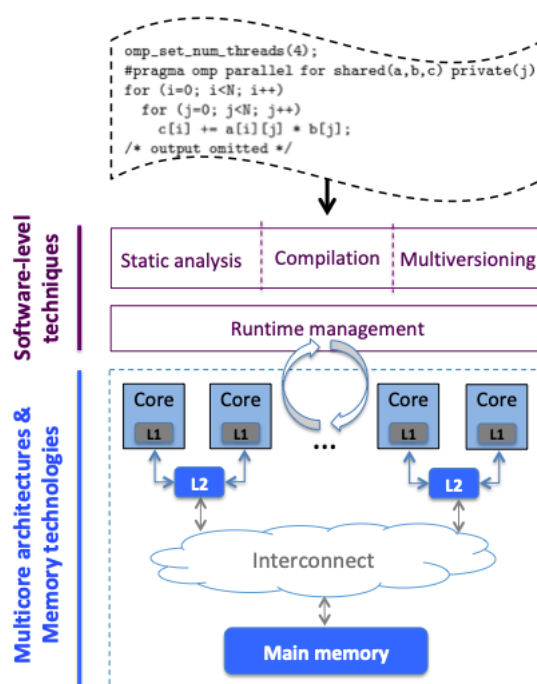 omp_set_num_threads(4);
#pragma omp parallel for shared(a,b,c) private(j)
for (i=0; i<N; i++)
for (j=0; j<N; j++)
c[i] += a[i][j] * b[j];
/* output omitted */
Software-level
techniques
Static analysis Compilation Multiversioning
Runtime management
Multicore architectures &
Memory technologies
Core Core Core Core
L1 L1 ... L1 L1
L2 L2
Interconnect
Main memory